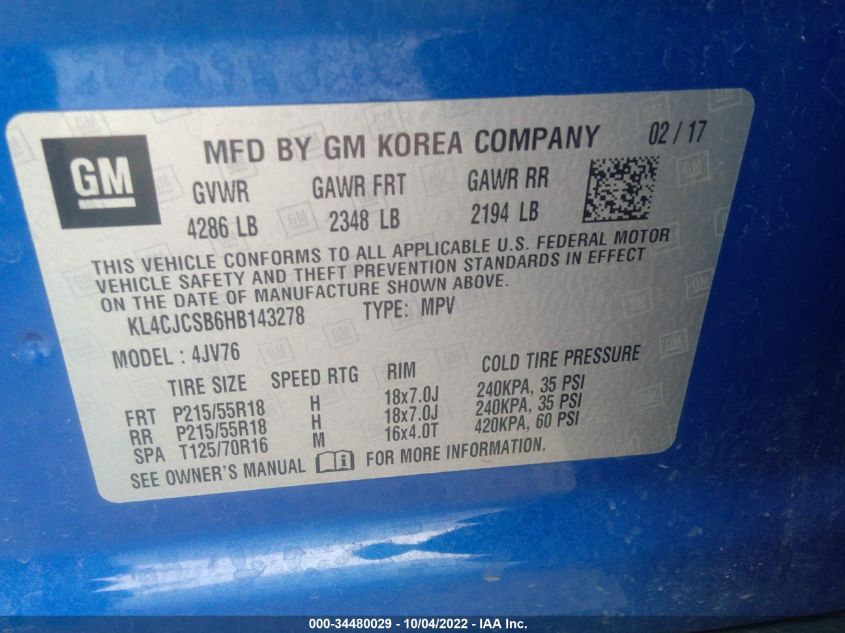 GM
MFD BY GM KOREA COMPANY 02 / 17
GVWR GAWR FRT GAWR RR
4286 LB 2348 LB 2194 LB
THIS VEHICLE CONFORMS TO ALL APPLICABLE U.S. FEDERAL MOTOR
VEHICLE SAFETY AND THEFT PREVENTION STANDARDS IN EFFECT
ON THE DATE OF MANUFACTURE SHOWN ABOVE.
KL4CJCSB6HB143278 TYPE: MPV
MODEL : 4JV76
TIRE SIZE SPEED RTG RIM COLD TIRE PRESSURE
FRT P215/55R18 H 18x7.0J 240KPA, 35 PSI
RR P215/55R18 H 18x7.0J 240KPA, 35 PSI
SPA T125/70R16 M 16x4.0T 420KPA, 60 PSI
SEE OWNER'S MANUAL FOR MORE INFORMATION.
000-34480029 - 10/04/2022 - IAA Inc.